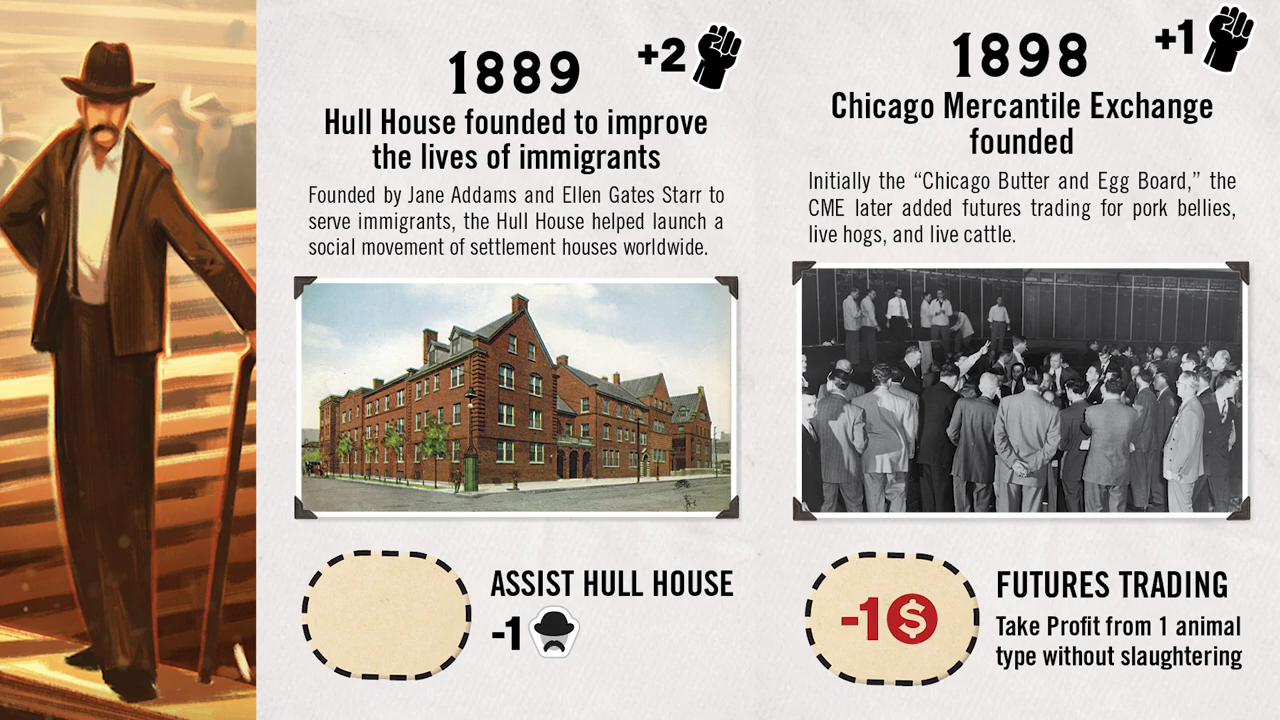 1889
+2
Hull House founded to improve
the lives of immigrants
Founded by Jane Addams and Ellen Gates Starr to
serve immigrants, the Hull House helped launch a
social movement of settlement houses worldwide.
ASSIST HULL HOUSE
-1
1898
+1
Chicago Mercantile Exchange
founded
Initially the “Chicago Butter and Egg Board,” the
CME later added futures trading for pork bellies,
live hogs, and live cattle.
-1$
FUTURES TRADING
Take Profit from 1 animal
type without slaughtering